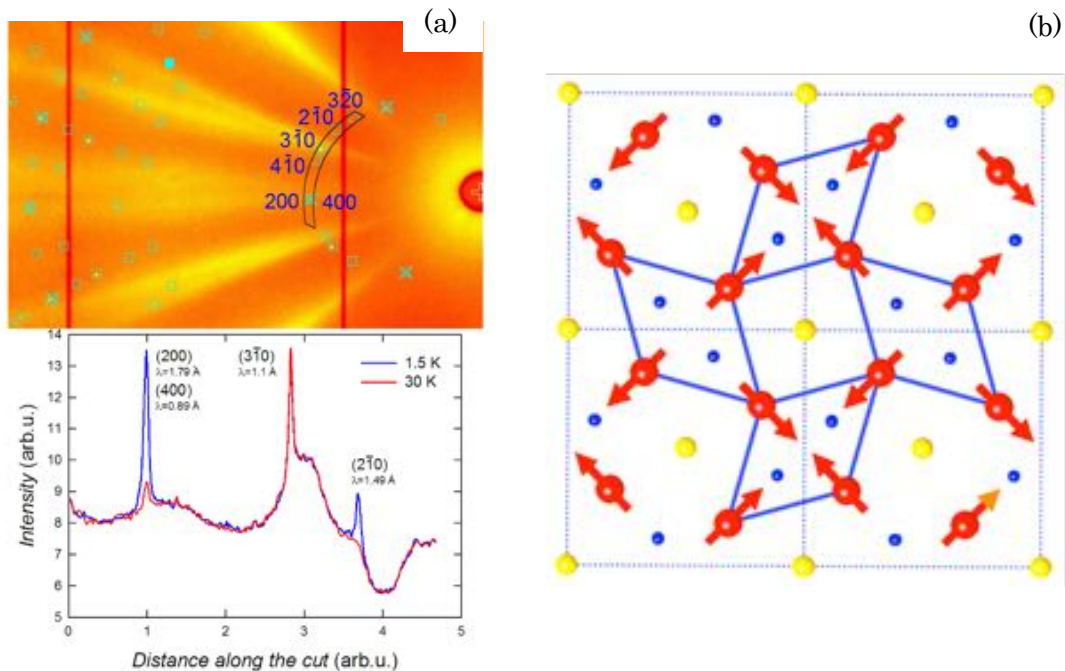 (a)
(b)
32̅0
21̅0
31̅0
41̅0
200 400
14
13
12
11
10
9
8
7
6
5
Intensity (arb.u.)
(200)
λ=1.79 Å
(400)
λ=0.89 Å
(31̅0)
λ=1.1 Å
1.5 K
30 K
(21̅0)
λ=1.49 Å
0 1 2 3 4 5
Distance along the cut (arb.u.)